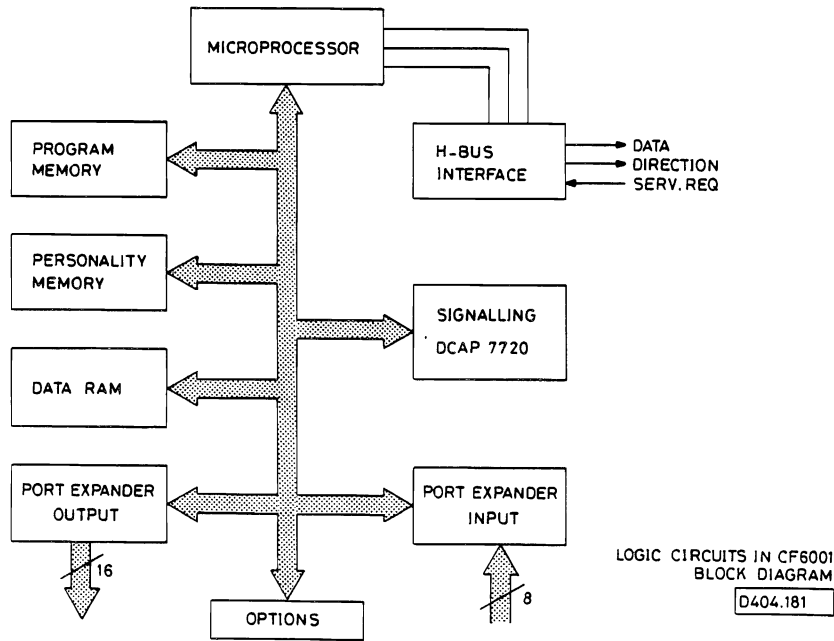 MICROPROCESSOR
PROGRAM
MEMORY
H-BUS
INTERFACE
DATA
DIRECTION
SERV. REQ
PERSONALITY
MEMORY
SIGNALLING
DCAP 7720
DATA RAM
PORT EXPANDER
OUTPUT
PORT EXPANDER
INPUT
16
8
OPTIONS
LOGIC CIRCUITS IN CF6001
BLOCK DIAGRAM
D404.181